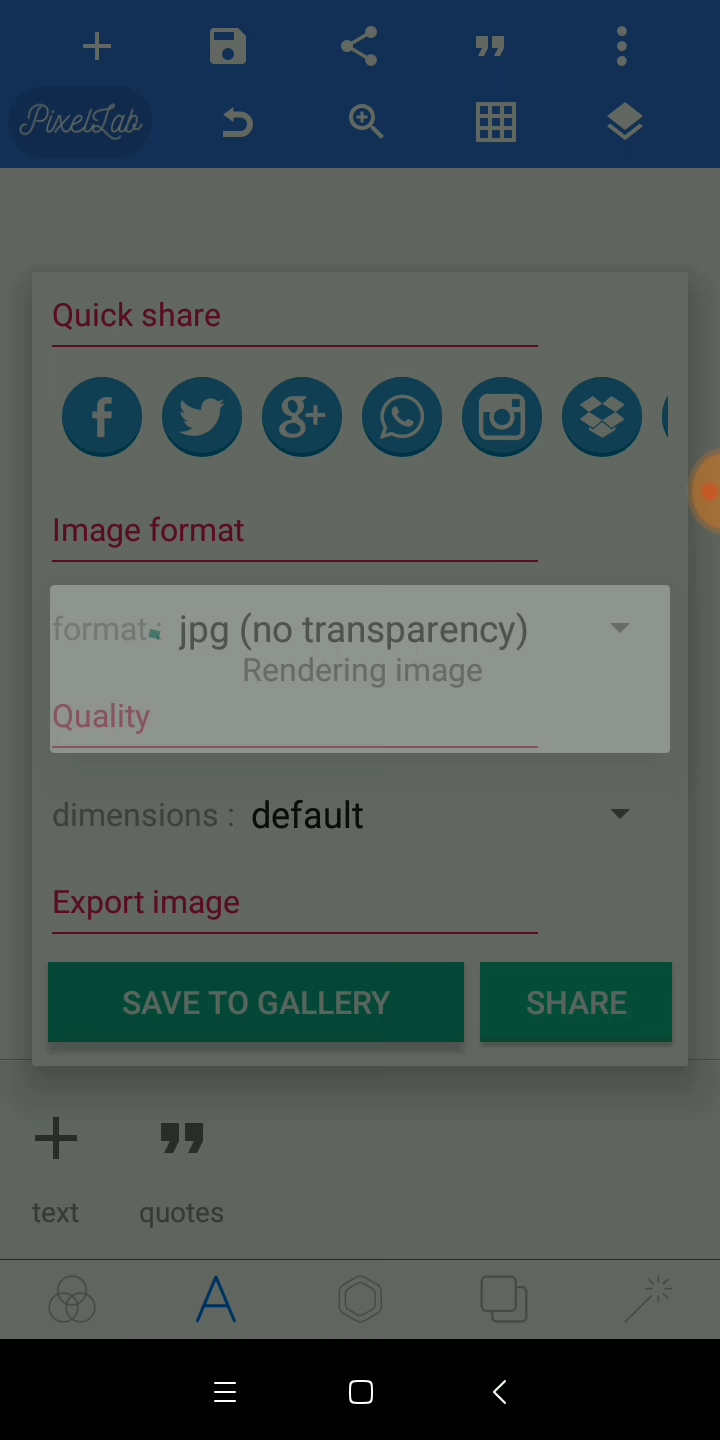 PixelLab
Quick share
Image format
format : jpg (no transparency)
Rendering image
Quality
dimensions : default
Export image
SAVE TO GALLERY SHARE
text quotes